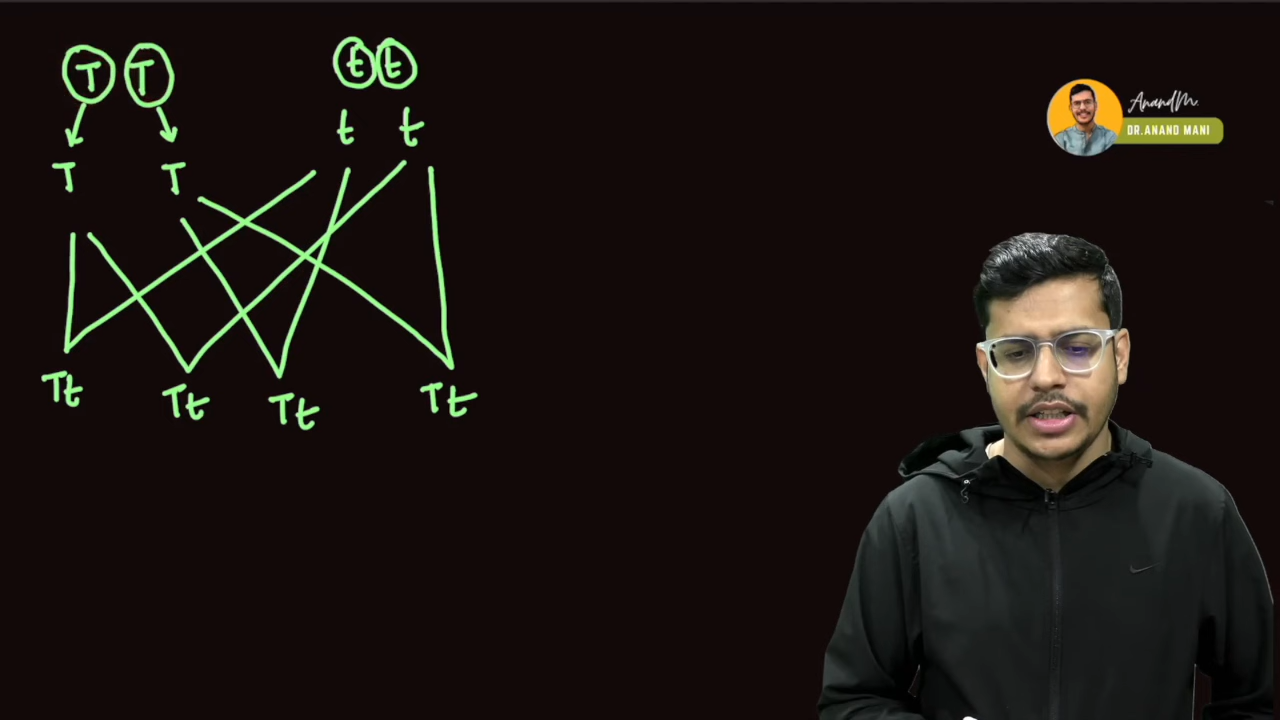 T T t t
t t
T T
Tt Tt Tt Tt
AnandM.
DR.ANAND MANI